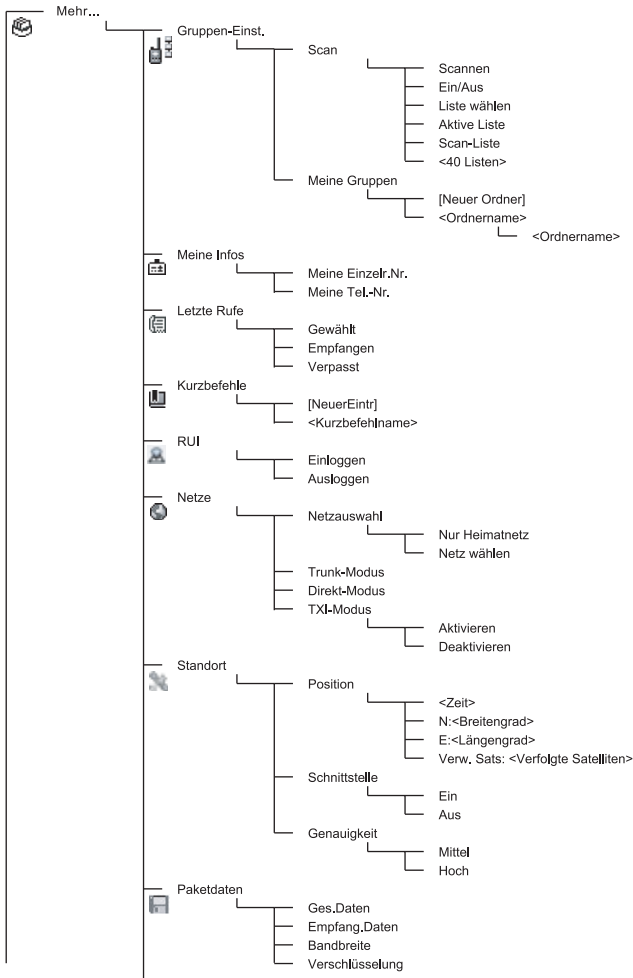 Mehr...
Gruppen-Einst.
Scan
Scannen
Ein/Aus
Liste wählen
Aktive Liste
Scan-Liste
<40 Listen>
Meine Gruppen
[Neuer Ordner]
<Ordnername>
<Ordnername>
Meine Infos
Meine Einzelr.Nr.
Meine Tel.-Nr.
Letzte Rufe
Gewählt
Empfangen
Verpasst
Kurzbefehle
[NeuerEintr]
<Kurzbefehlname>
RUI
Einloggen
Ausloggen
Netze
Netzauswahl
Nur Heimatnetz
Netz wählen
Trunk-Modus
Direkt-Modus
TXI-Modus
Aktivieren
Deaktivieren
Standort
Position
<Zeit>
N:<Breitengrad>
E:<Längengrad>
Verw. Sats: <Verfolgte Satelliten>
Schnittstelle
Ein
Aus
Genauigkeit
Mittel
Hoch
Paketdaten
Ges.Daten
Empfang.Daten
Bandbreite
Verschlüsselung